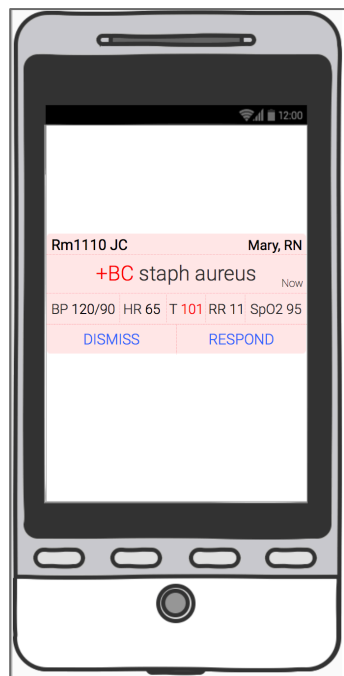 12:00
Rm1110 JC Mary, RN
+BC staph aureus
Now
BP 120/90 HR 65 T 101 RR 11 SpO2 95
DISMISS RESPOND